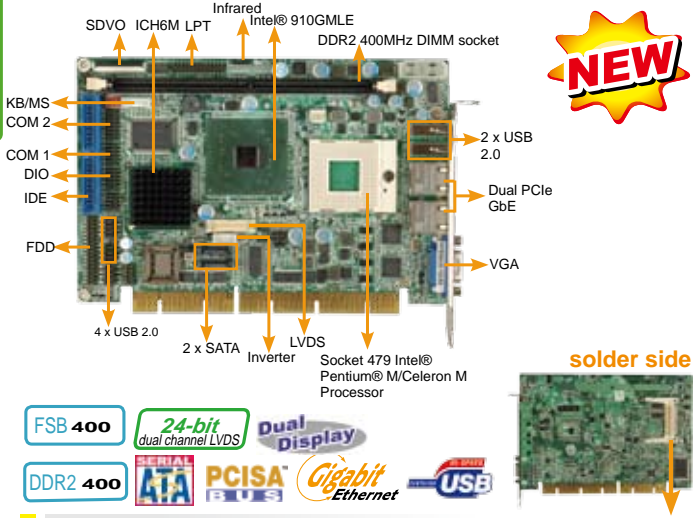 Infrared
SDVO ICH6M LPT
Intel® 910GMLE
DDR2 400MHz DIMM socket
NEW
KB/MS
COM 2
COM 1
DIO
IDE
FDD
2 x USB
2.0
Dual PCIe
GbE
VGA
4 x USB 2.0
2 x SATA
Inverter
LVDS
Socket 479 Intel®
Pentium® M/Celeron M
Processor
solder side
FSB 400
24-bit
dual channel LVDS
Dual
Display
DDR2 400
SERIAL
ATA
PCISA™
BUS
Gigabit
Ethernet
HI-SPEED
USB